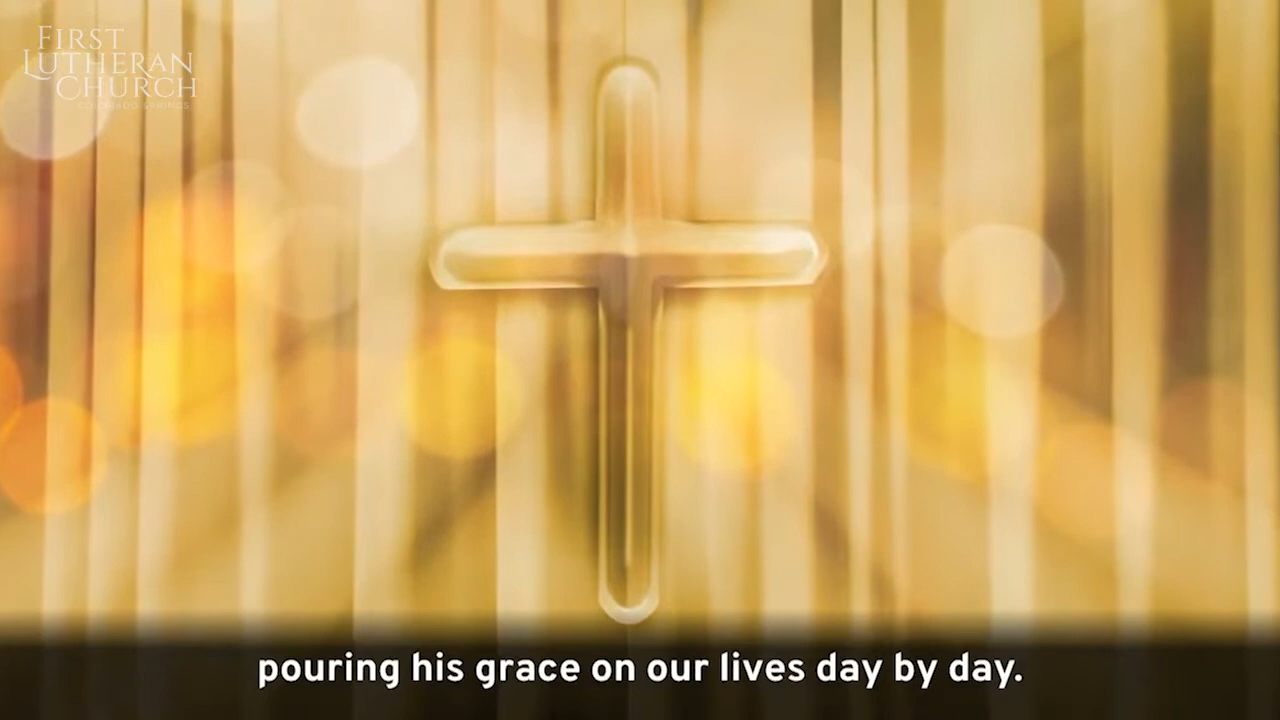 FIRST
LUTHERAN
CHURCH
COLORADO SPRINGS
pouring his grace on our lives day by day.